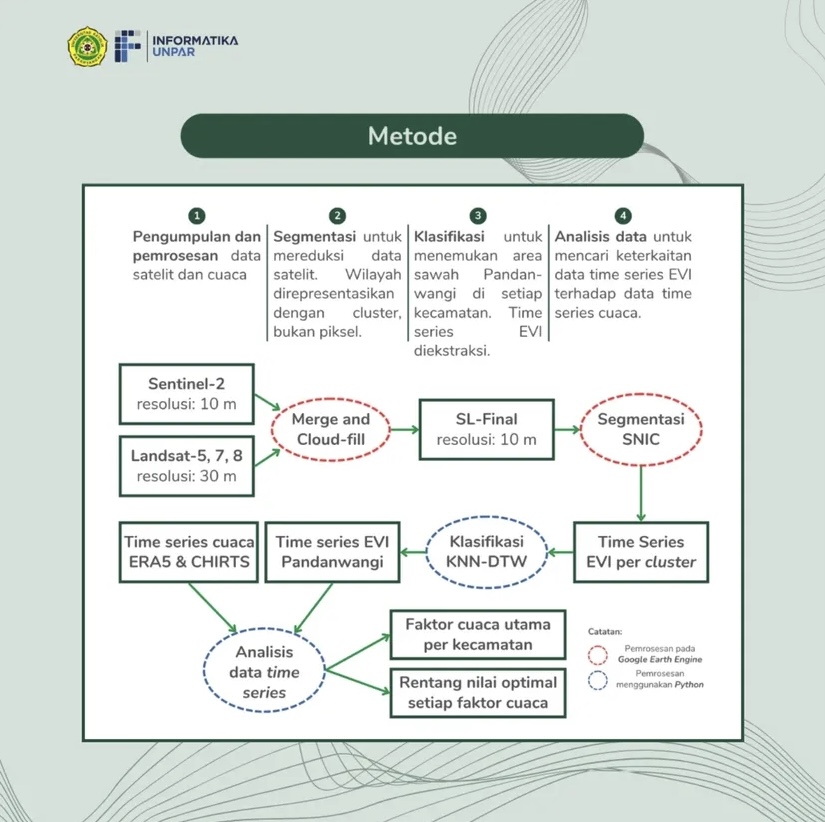 INFORMATIKA
UNPAR
Metode
1
Pengumpulan dan
pemrosesan data
satelit dan cuaca
2
Segmentasi untuk
mereduksi data
satelit. Wilayah
direpresentasikan
dengan cluster,
bukan piksel.
3
Klasifikasi untuk
menemukan area
sawah Pandan-
wangi di setiap
kecamatan. Time
series EVI
diekstraksi.
4
Analisis data untuk
mencari keterkaitan
data time series EVI
terhadap data time
series cuaca.
Sentinel-2
resolusi: 10 m
Landsat-5, 7, 8
resolusi: 30 m
Merge and
Cloud-fill
SL-Final
resolusi: 10 m
Segmentasi
SNIC
Time series cuaca
ERA5 & CHIRTS
Time series EVI
Pandanwangi
Klasifikasi
KNN-DTW
Time Series
EVI per cluster
Analisis
data time
series
Faktor cuaca utama
per kecamatan
Rentang nilai optimal
setiap faktor cuaca
Catatan:
Pemrosesan pada
Google Earth Engine
Pemrosesan
menggunakan Python